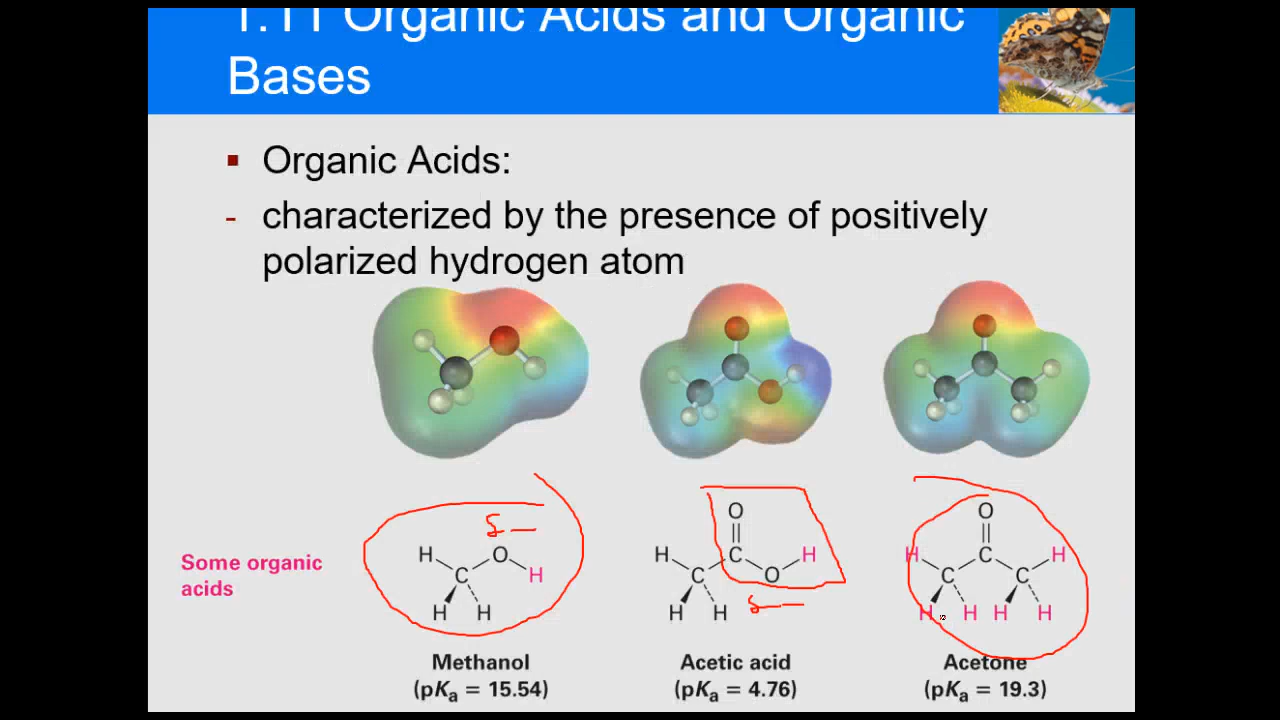 1.11 Organic Acids and Organic
Bases
▪ Organic Acids:
- characterized by the presence of positively
polarized hydrogen atom
δ —
O
O
H
O
H
H
C
H
H
H
C
C
O
H
H
δ —
H
C
C
C
H
H
H
H
H
O
Some organic
acids
Methanol
(pKa = 15.54)
Acetic acid
(pKa = 4.76)
Acetone
(pKa = 19.3)